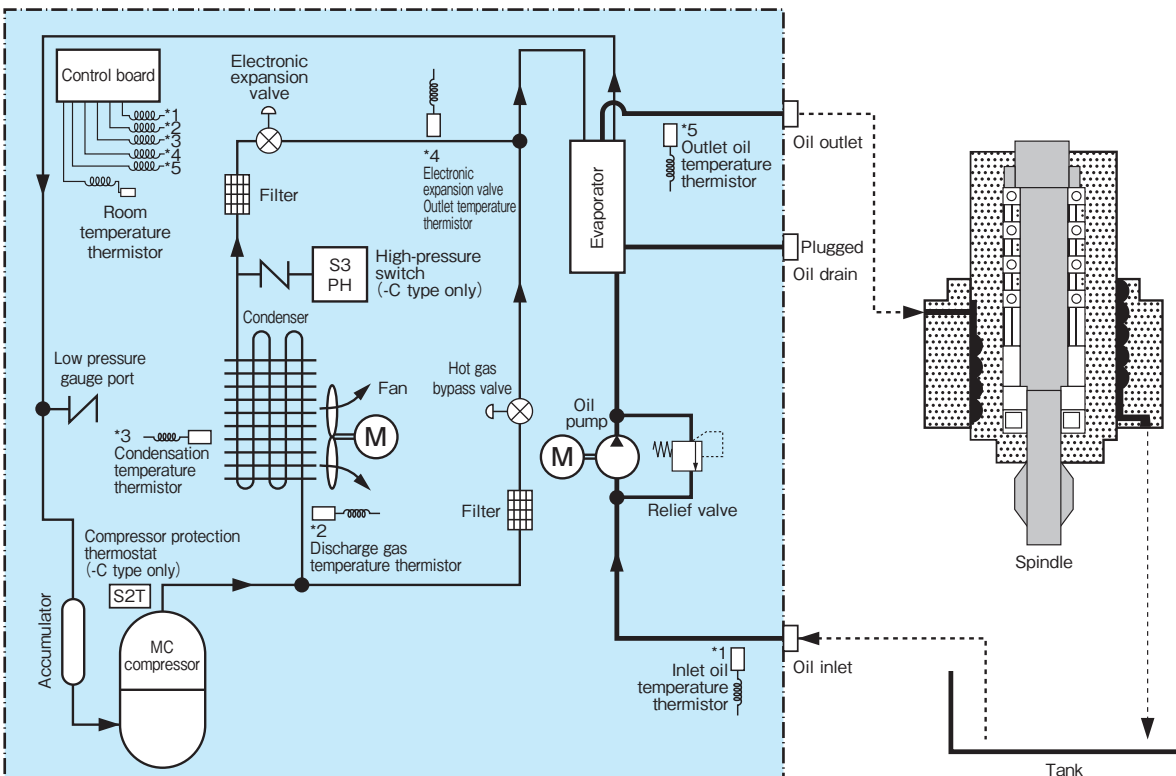 Control board
*1
*2
*3
*4
*5
Room
temperature
thermistor
Electronic
expansion
valve
Filter
*4
Electronic
expansion valve
Outlet temperature
thermistor
S3
PH
High-pressure
switch
(-C type only)
Condenser
Low pressure
gauge port
*3
Condensation
temperature
thermistor
Fan
M
Hot gas
bypass valve
Filter
*2
Discharge gas
temperature thermistor
Compressor protection
thermostat
(-C type only)
S2T
Accumulator
MC
compressor
Evaporator
*5
Outlet oil
temperature
thermistor
Oil outlet
Plugged
Oil drain
Oil
pump
M
Relief valve
*1
Inlet oil
temperature
thermistor
Oil inlet
Spindle
Tank